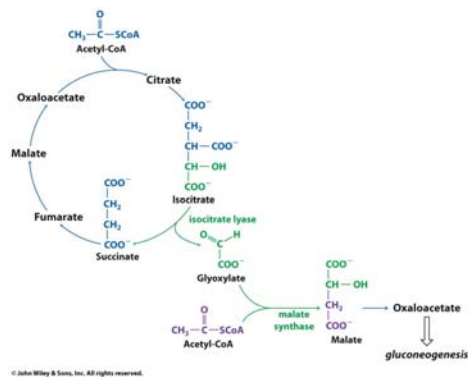 O
CH₃—C—SCoA
Acetyl-CoA
Citrate
Oxaloacetate
COO⁻
CH₂
CH—COO⁻
CH—OH
COO⁻
Isocitrate
Malate
Fumarate
COO⁻
CH₂
CH₂
COO⁻
Succinate
isocitrate lyase
O H
C
COO⁻
Glyoxylate
O
CH₃—C—SCoA
Acetyl-CoA
malate
synthase
COO⁻
CH—OH
CH₂
COO⁻
Malate
Oxaloacetate
gluconeogenesis
© John Wiley & Sons, Inc. All rights reserved.